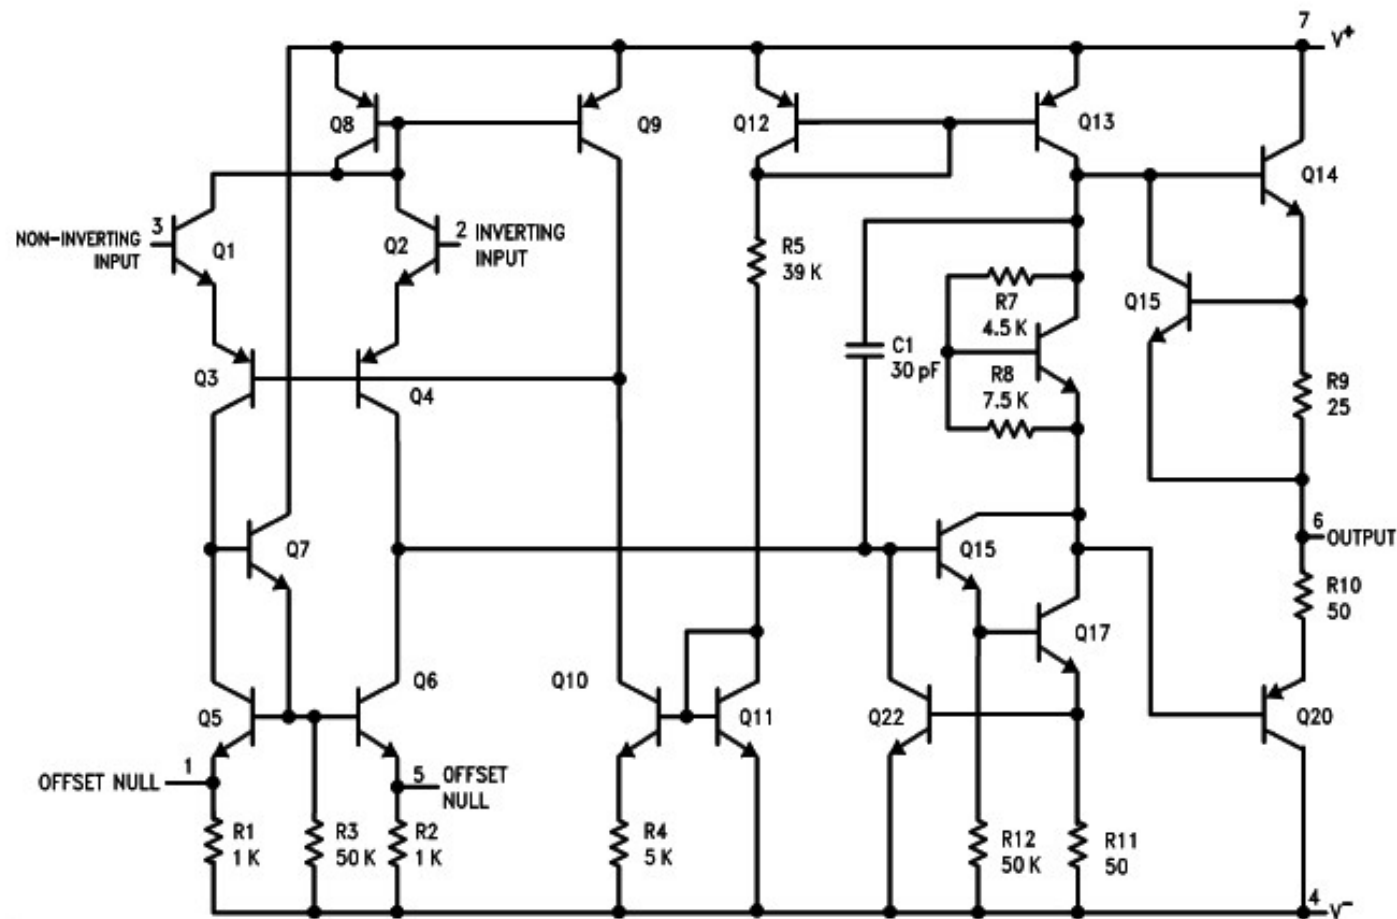 7
V+
Q8
Q9
Q12
Q13
Q14
3
NON-INVERTING
INPUT
Q1
Q2
2 INVERTING
INPUT
R5
39 K
R7
4.5 K
Q15
C1
30 pF
R8
7.5 K
Q3
Q4
R9
25
Q7
Q15
6
OUTPUT
R10
50
Q17
Q5
Q6
Q10
Q11
Q22
Q20
1
OFFSET NULL
5 OFFSET
NULL
R1
1 K
R3
50 K
R2
1 K
R4
5 K
R12
50 K
R11
50
4
V-